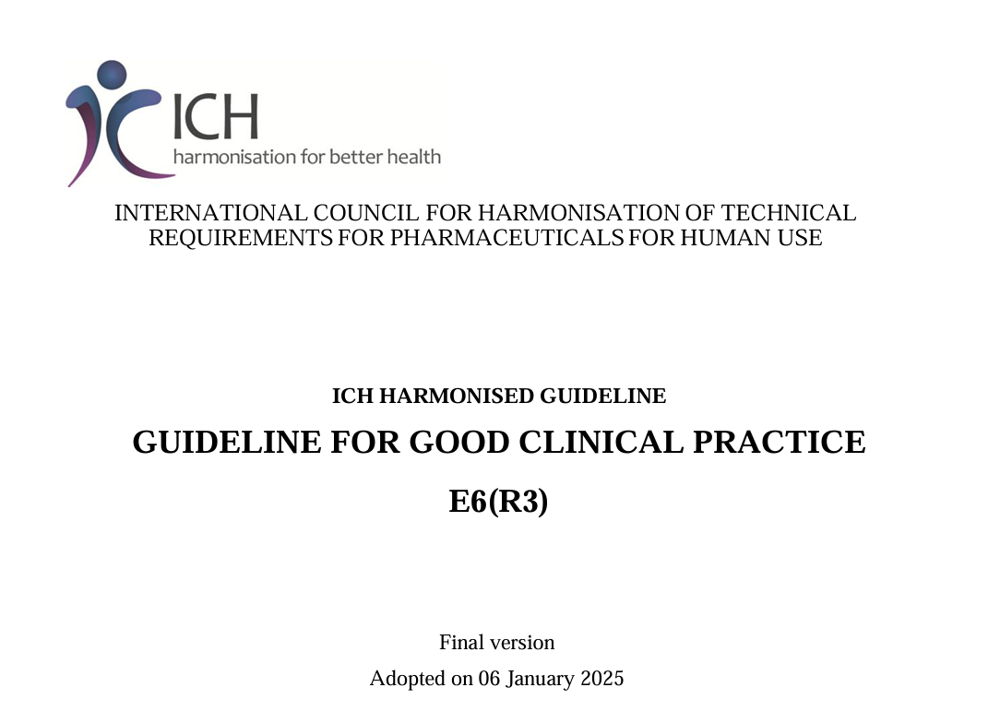 ICH
harmonisation for better health
INTERNATIONAL COUNCIL FOR HARMONISATION OF TECHNICAL
REQUIREMENTS FOR PHARMACEUTICALS FOR HUMAN USE
ICH HARMONISED GUIDELINE
GUIDELINE FOR GOOD CLINICAL PRACTICE
E6(R3)
Final version
Adopted on 06 January 2025